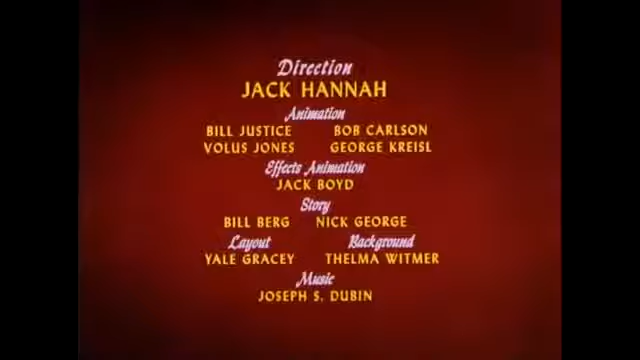 Direction
JACK HANNAH
Animation
BILL JUSTICE BOB CARLSON
VOLUS JONES GEORGE KREISL
Effects Animation
JACK BOYD
Story
BILL BERG NICK GEORGE
Layout Background
YALE GRACEY THELMA WITMER
Music
JOSEPH S. DUBIN